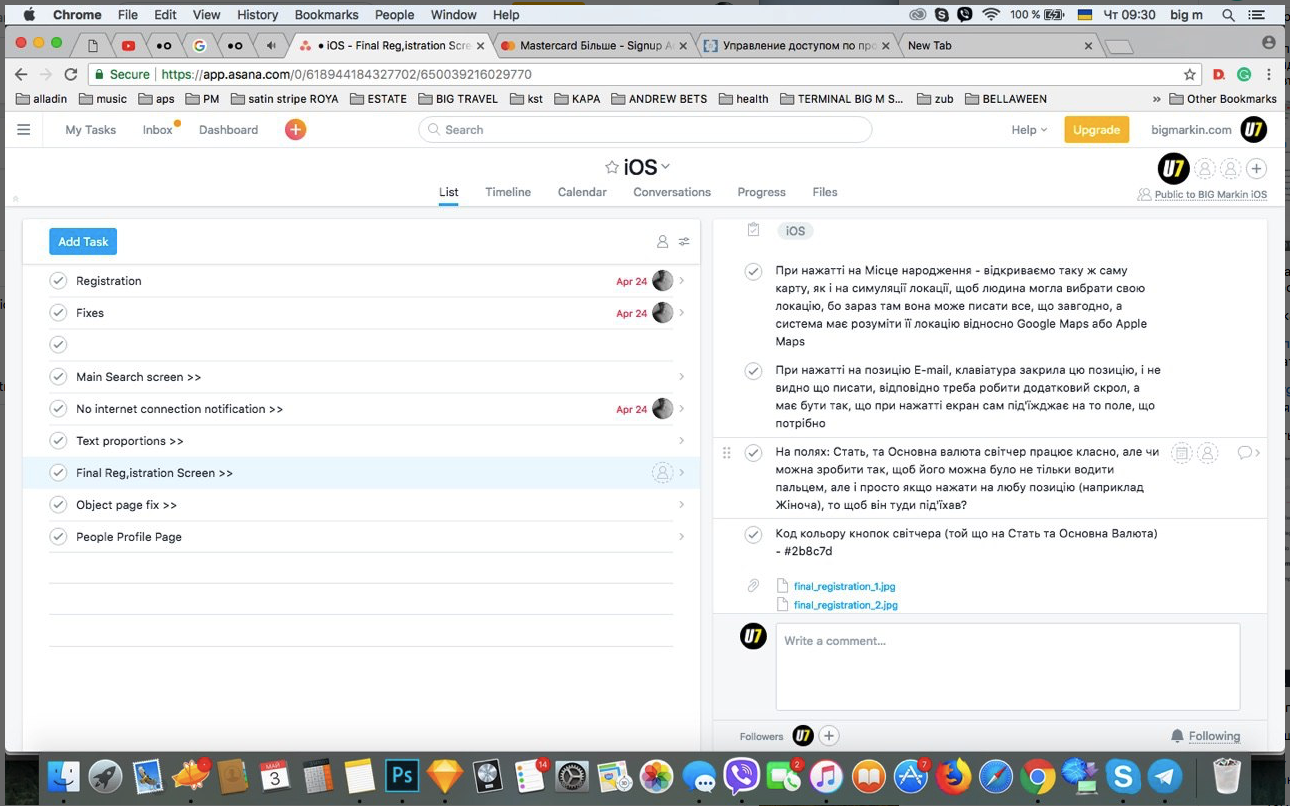 Chrome File Edit View History Bookmarks People Window Help 100 % Чт 09:30 big m
iOS - Final Reg,istration Scre Mastercard Більше - Signup A Управление доступом по про New Tab
Secure https://app.asana.com/0/618944184327702/650039216029770
alladin music aps PM satin stripe ROYA ESTATE BIG TRAVEL kst KAPA ANDREW BETS health TERMINAL BIG M S... zub BELLAWEEN » Other Bookmarks
My Tasks Inbox Dashboard Search Help Upgrade bigmarkin.com U7
iOS
U7
List Timeline Calendar Conversations Progress Files
Public to BIG Markin iOS
Add Task
Registration Apr 24
Fixes Apr 24
Main Search screen >>
No internet connection notification >> Apr 24
Text proportions >>
Final Reg,istration Screen >>
Object page fix >>
People Profile Page
iOS
При нажатті на Місце народження - відкриваємо таку ж саму
карту, як і на симуляції локації, щоб людина могла вибрати свою
локацію, бо зараз там вона може писати все, що завгодно, а
система має розуміти її локацію відносно Google Maps або Apple
Maps
При нажатті на позицію E-mail, клавіатура закрила цю позицію, і не
видно що писати, відповідно треба робити додатковий скрол, а
має бути так, що при нажатті екран сам під'їжджає на то поле, що
потрібно
На полях: Стать, та Основна валюта світчер працює класно, але чи
можна зробити так, щоб його можна було не тільки водити
пальцем, але і просто якщо нажати на любу позицію (наприклад
Жіноча), то щоб він туди під'їхав?
Код кольору кнопок світчера (той що на Стать та Основна Валюта)
- #2b8c7d
final_registration_1.jpg
final_registration_2.jpg
U7 Write a comment...
Followers U7 Following
МАЙ
3
Ps
14
2
7